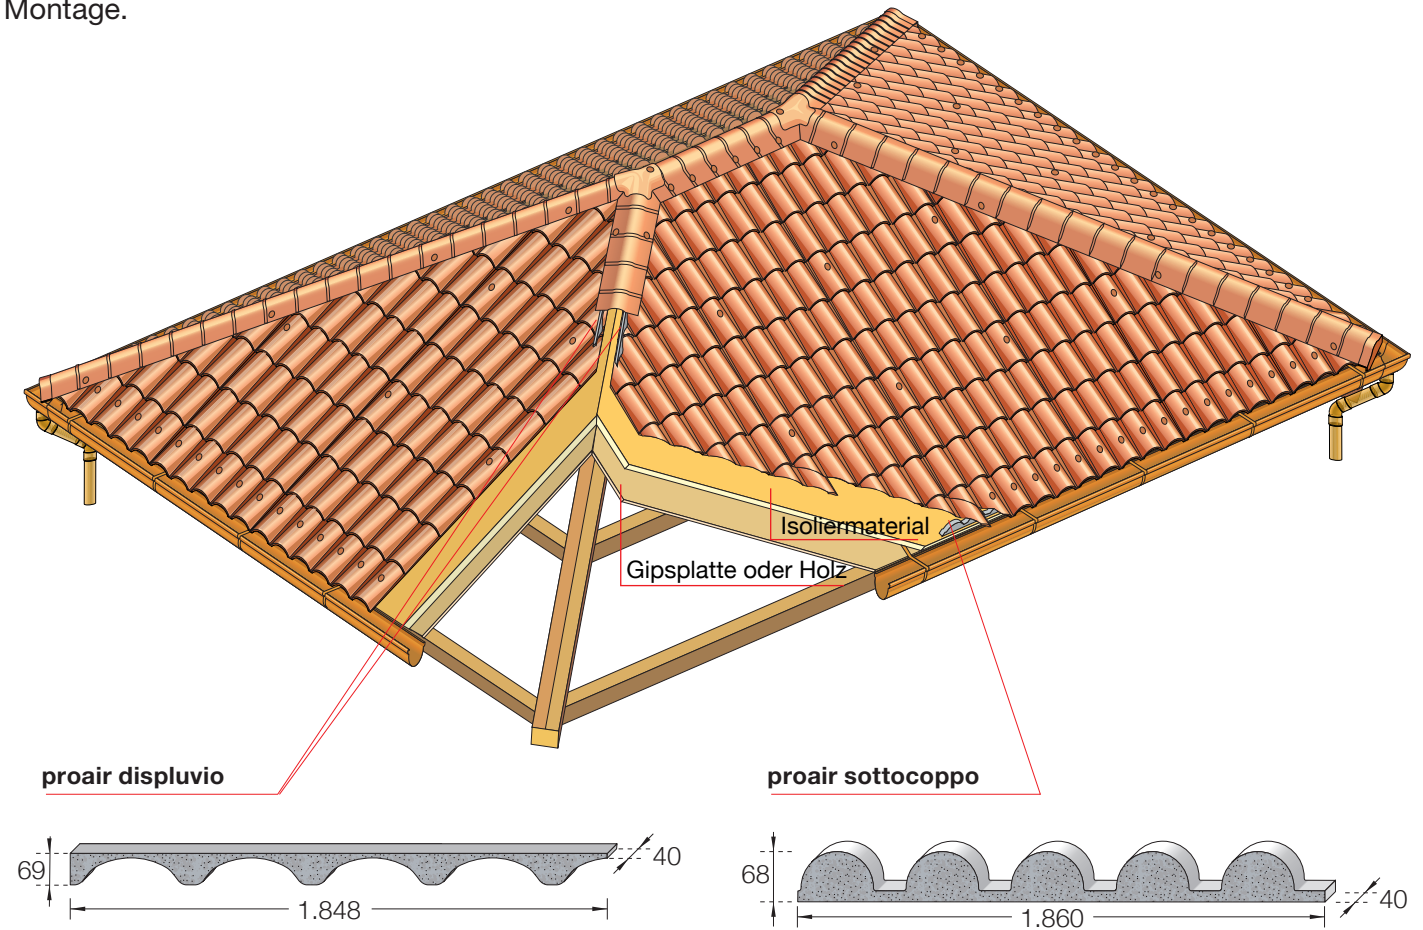 Montage.
Isoliermaterial
Gipsplatte oder Holz
proair displuvio
proair sottocoppo
69
40
1.848
68
40
1.860